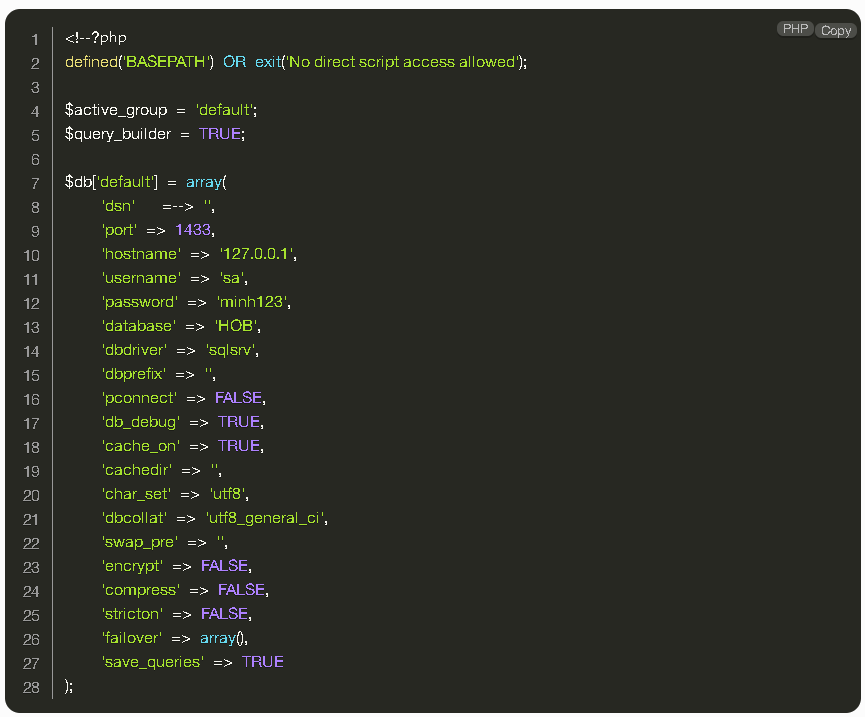 PHP Copy
1 <!--?php
2 defined('BASEPATH') OR exit('No direct script access allowed');
3
4 $active_group = 'default';
5 $query_builder = TRUE;
6
7 $db['default'] = array(
8 'dsn' =--> '',
9 'port' => 1433,
10 'hostname' => '127.0.0.1',
11 'username' => 'sa',
12 'password' => 'minh123',
13 'database' => 'HOB',
14 'dbdriver' => 'sqlsrv',
15 'dbprefix' => '',
16 'pconnect' => FALSE,
17 'db_debug' => TRUE,
18 'cache_on' => TRUE,
19 'cachedir' => '',
20 'char_set' => 'utf8',
21 'dbcollat' => 'utf8_general_ci',
22 'swap_pre' => '',
23 'encrypt' => FALSE,
24 'compress' => FALSE,
25 'stricton' => FALSE,
26 'failover' => array(),
27 'save_queries' => TRUE
28 );